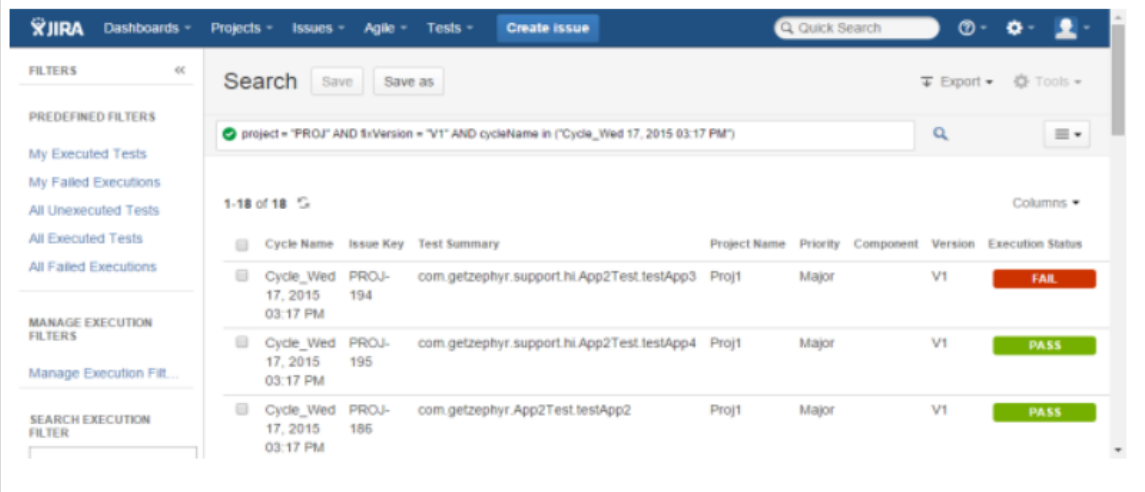 JIRA Dashboards Projects Issues Agile Tests Create issue Quick Search
FILTERS «
PREDEFINED FILTERS
My Executed Tests
My Failed Executions
All Unexecuted Tests
All Executed Tests
All Failed Executions
MANAGE EXECUTION
FILTERS
Manage Execution Filt...
SEARCH EXECUTION
FILTER
Search Save Save as Export Tools
project = "PROJ" AND fixVersion = "V1" AND cycleName in ("Cycle_Wed 17, 2015 03:17 PM")
1-18 of 18 Columns
Cycle Name Issue Key Test Summary Project Name Priority Component Version Execution Status
Cycle_Wed PROJ- com.getzephyr.support.hi.App2Test.testApp3 Proj1 Major V1 FAIL
17, 2015 194
03:17 PM
Cycle_Wed PROJ- com.getzephyr.support.hi.App2Test.testApp4 Proj1 Major V1 PASS
17, 2015 195
03:17 PM
Cycle_Wed PROJ- com.getzephyr.App2Test.testApp2 Proj1 Major V1 PASS
17, 2015 186
03:17 PM